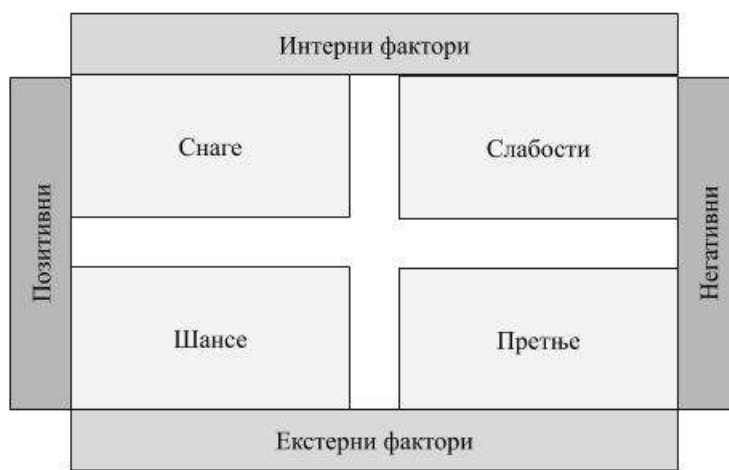 Интерни фактори
Снаге
Слабости
Позитивни
Негативни
Шансе
Претње
Екстерни фактори